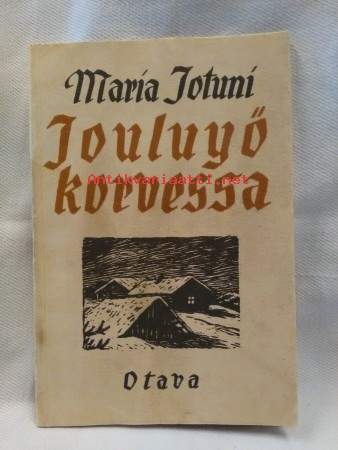 Maria Jotuni
Jouluyö
Antikvariaatti.net
korvessa
Otava